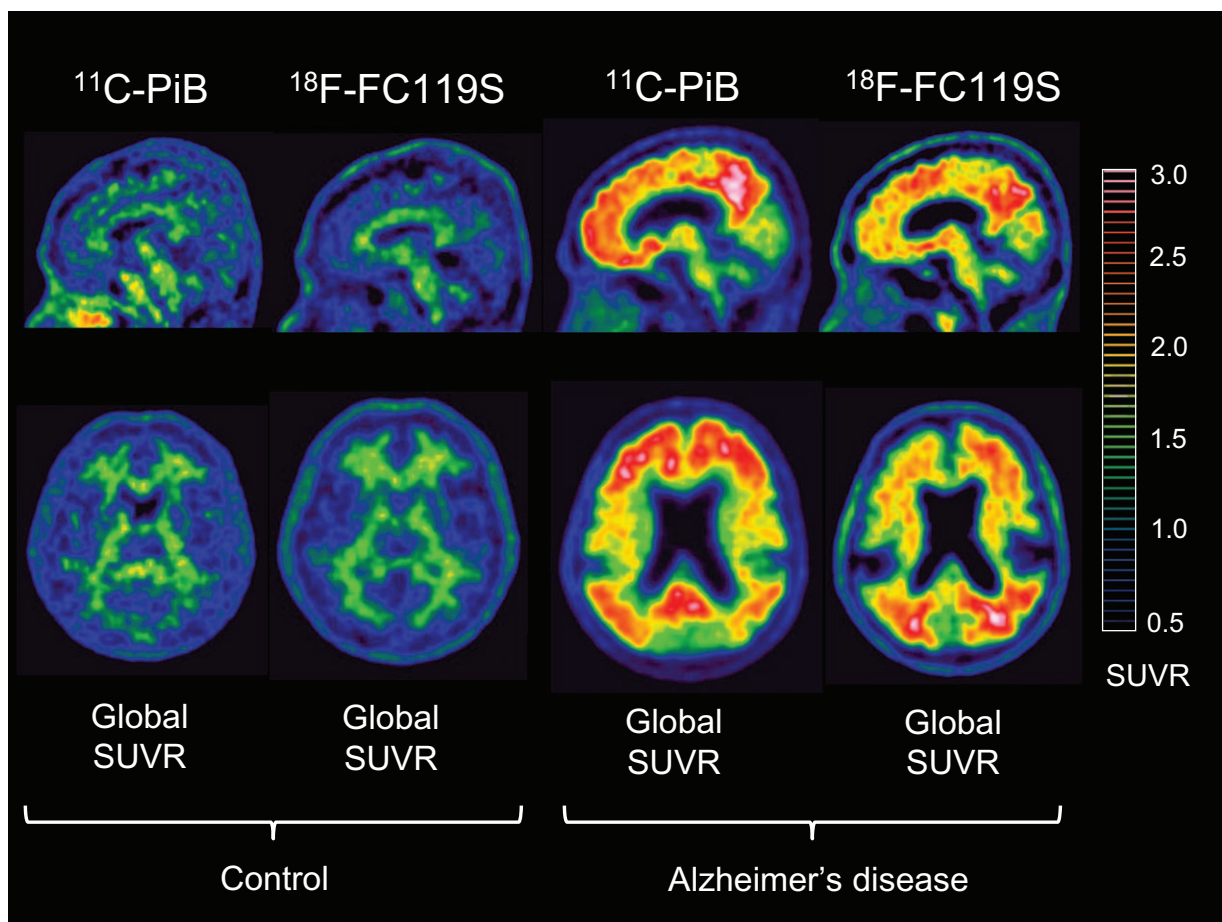 ¹¹C-PiB
¹⁸F-FC119S
¹¹C-PiB
¹⁸F-FC119S
3.0
2.5
2.0
1.5
1.0
0.5
SUVR
Global
SUVR
Global
SUVR
Global
SUVR
Global
SUVR
Control
Alzheimer’s disease